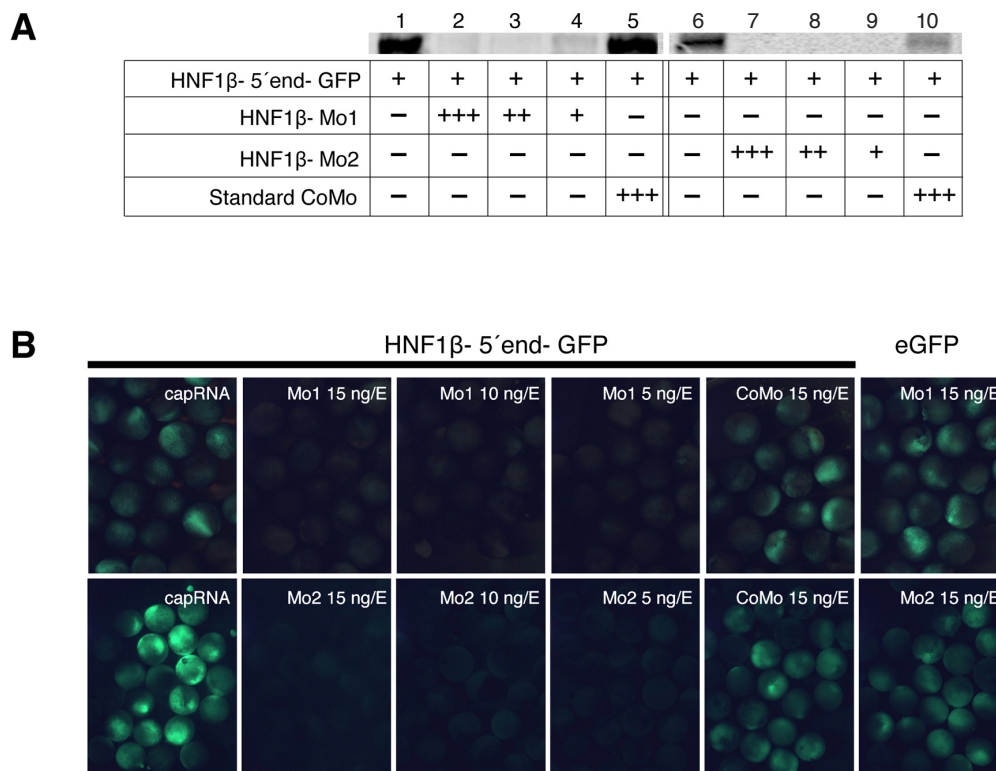 A
1 2 3 4 5 6 7 8 9 10
HNF1β- 5´end- GFP + + + + + + + + + +
HNF1β- Mo1 – +++ ++ + – – – – – –
HNF1β- Mo2 – – – – – – +++ ++ + –
Standard CoMo – – – – +++ – – – – +++
B
HNF1β- 5´end- GFP eGFP
capRNA Mo1 15 ng/E Mo1 10 ng/E Mo1 5 ng/E CoMo 15 ng/E Mo1 15 ng/E
capRNA Mo2 15 ng/E Mo2 10 ng/E Mo2 5 ng/E CoMo 15 ng/E Mo2 15 ng/E